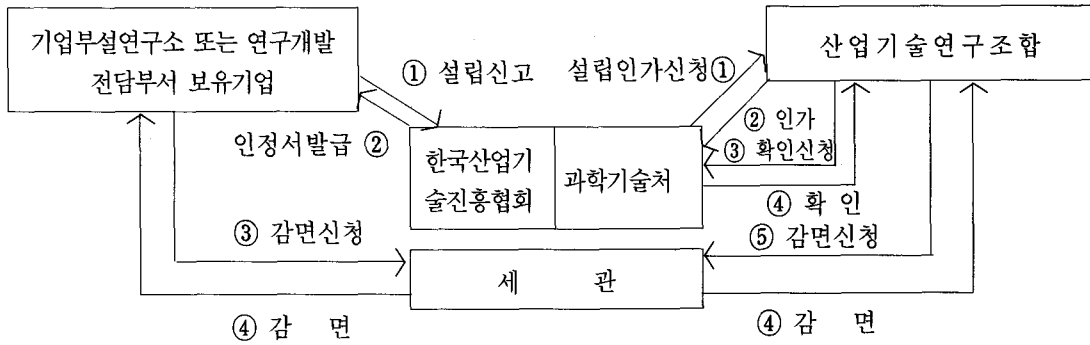 기업부설연구소 또는 연구개발
전담부서 보유기업
산업기술연구조합
① 설립신고
설립인가신청①
인정서발급 ②
② 인가
③ 확인신청
한국산업기
술진흥협회
과학기술처
④ 확 인
③ 감면신청
⑤ 감면신청
세 관
④ 감 면
④ 감 면